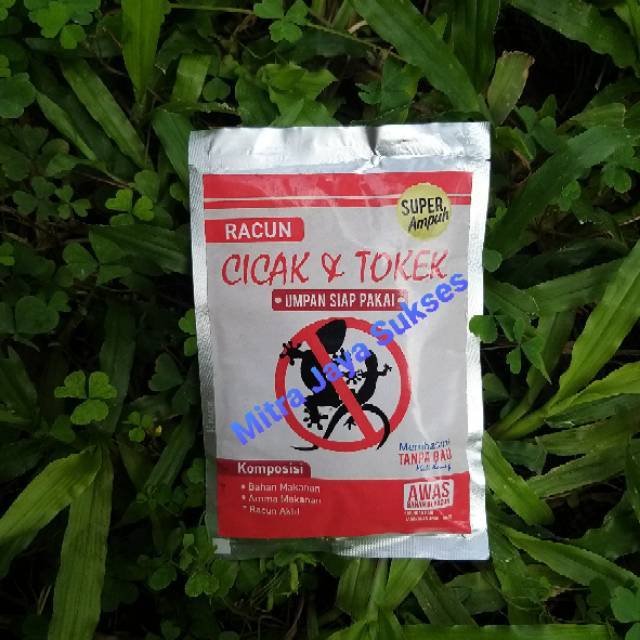 SUPER
Ampuh
RACUN
CICAK & TOKEK
UMPAN SIAP PAKAI
Mitra Jaya Sukses
Membasmi
TANPA BAU
Komposisi
• Bahan Makanan
• Aroma Makanan
* Racun Aktif
AWAS